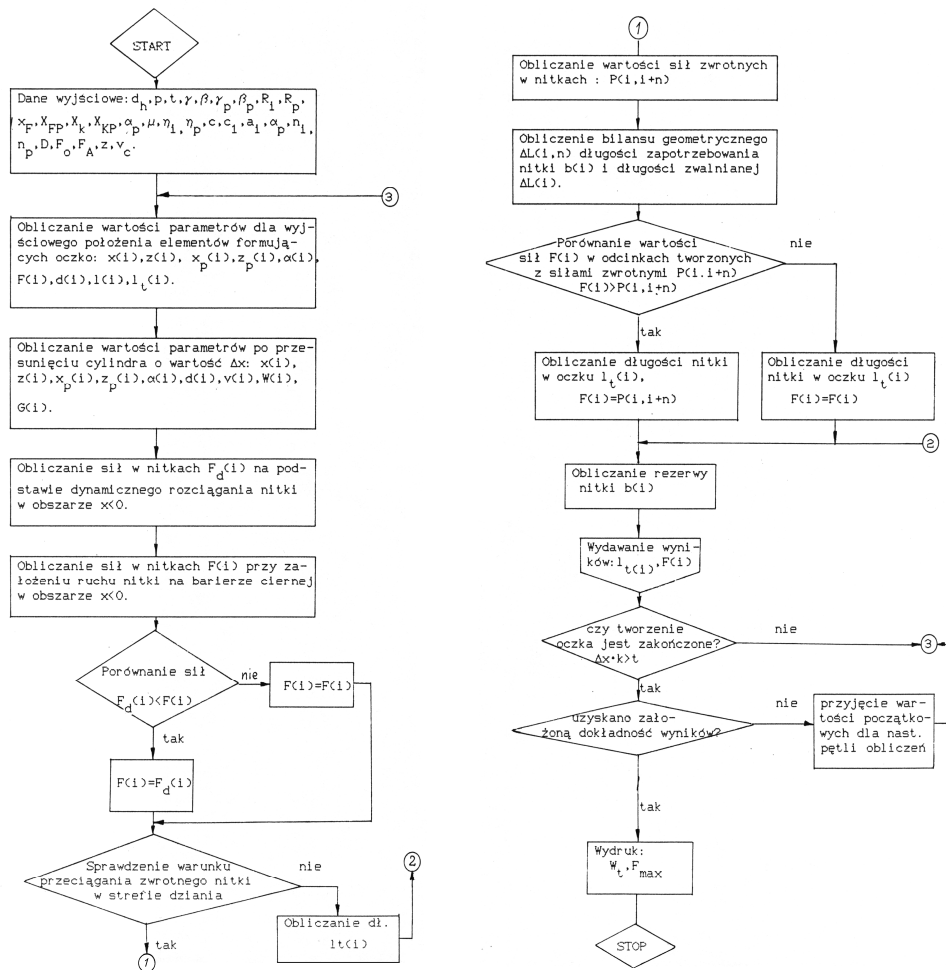 START
Dane wyjściowe: d_h, p, t, γ, β, γ_p, β_p, R_i, R_p,
x_F, X_FP, X_k, X_KP, α_p, μ, η_i, η_p, c, c_1, a_i, α_p, n_i,
n_p, D, F_o, F_A, z, v_c.
3
Obliczanie wartości parametrów dla wyj-
ściowego położenia elementów formują-
cych oczko: x(i), z(i), x_p(i), z_p(i), α(i),
F(i), d(i), l(i), l_t(i).
Obliczanie wartości parametrów po prze-
sunięciu cylindra o wartość Δx: x(i),
z(i), x_p(i), z_p(i), α(i), d(i), v(i), W(i),
G(i).
Obliczanie sił w nitkach F_d(i) na pod-
stawie dynamicznego rozciągania nitki
w obszarze x<0.
Obliczanie sił w nitkach F(i) przy za-
łożeniu ruchu nitki na barierze ciernej
w obszarze x<0.
Porównanie sił
F_d(i)<F(i)
nie
F(i)=F(i)
tak
F(i)=F_d(i)
Sprawdzenie warunku
przeciągania zwrotnego nitki
w strefie dziania
nie
2
Obliczanie dł.
lt(i)
tak
1
1
Obliczanie wartości sił zwrotnych
w nitkach : P(i,i+n)
Obliczenie bilansu geometrycznego
ΔL(i,n) długości zapotrzebowania
nitki b(i) i długości zwalnianej
ΔL(i).
Porównanie wartości
sił F(i) w odcinkach tworzonych
z siłami zwrotnymi P(i.i+n)
F(i)>P(i,i+n)
nie
tak
Obliczanie długości nitki
w oczku l_t(i),
F(i)=P(i,i+n)
Obliczanie długości
nitki w oczku l_t(i)
F(i)=F(i)
2
Obliczanie rezerwy
nitki b(i)
Wydawanie wyni-
ków: l_t(i), F(i)
czy tworzenie
oczka jest zakończone?
Δx·k>t
nie
3
tak
uzyskano zało-
żoną dokładność wyników?
nie
przyjęcie war-
tości początko-
wych dla nast.
pętli obliczeń
tak
Wydruk:
W_t, F_max
STOP